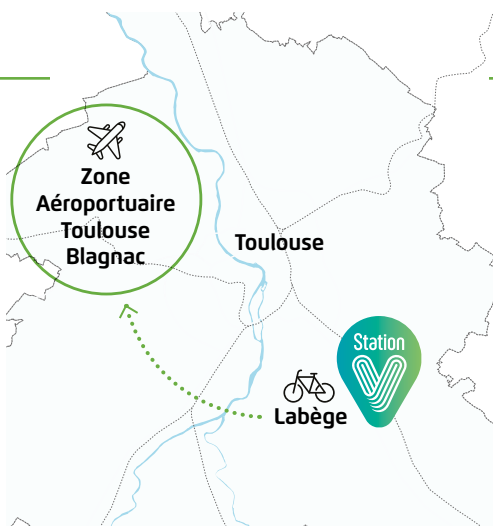 Zone
Aéroportuaire
Toulouse
Blagnac
Toulouse
Station
Labège